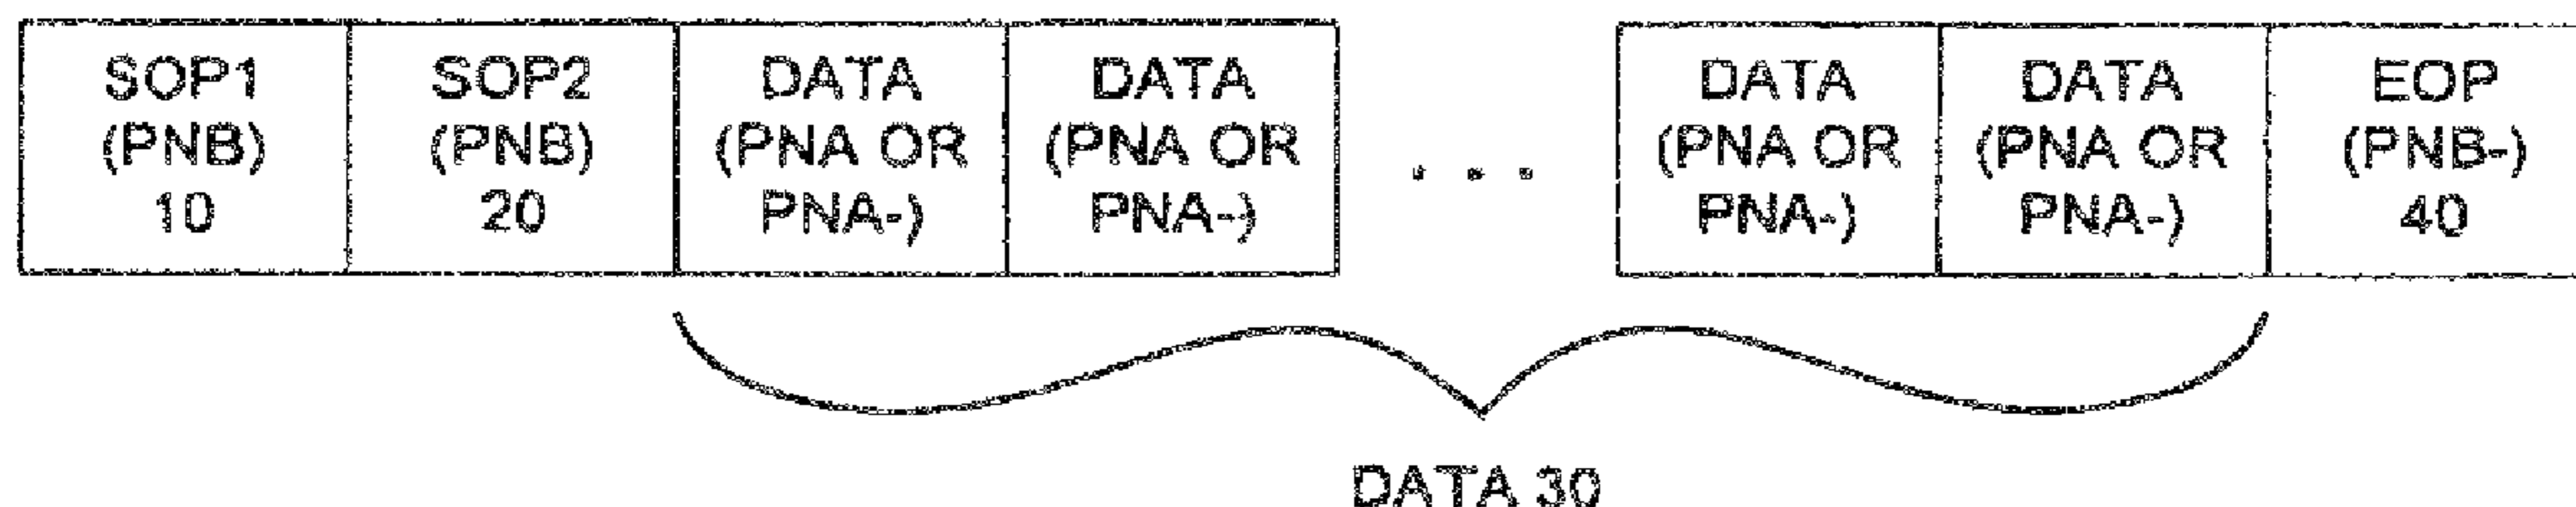 SOP1
(PNB)
10
SOP2
(PNB)
20
DATA
(PNA OR
PNA-)
DATA
(PNA OR
PNA-)
. . .
DATA
(PNA OR
PNA-)
DATA
(PNA OR
PNA-)
EOP
(PNB-)
40
DATA 30